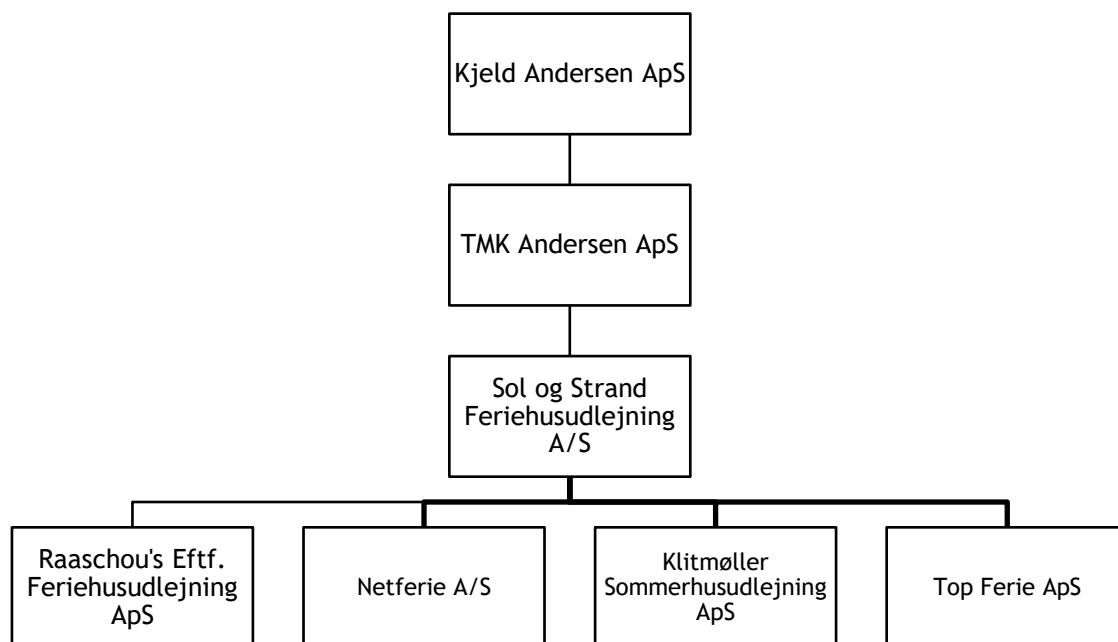 Kjeld Andersen ApS
TMK Andersen ApS
Sol og Strand
Feriehusudlejning
A/S
Raaschou's Eftf.
Feriehusudlejning
ApS
Netferie A/S
Klitmøller
Sommerhusudlejning
ApS
Top Ferie ApS